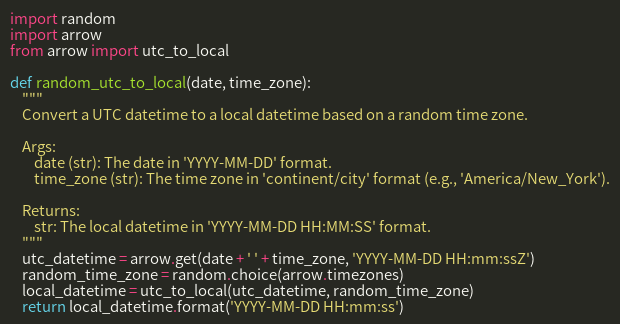 import random
import arrow
from arrow import utc_to_local

def random_utc_to_local(date, time_zone):
    """
    Convert a UTC datetime to a local datetime based on a random time zone.

    Args:
        date (str): The date in 'YYYY-MM-DD' format.
        time_zone (str): The time zone in 'continent/city' format (e.g., 'America/New_York').

    Returns:
        str: The local datetime in 'YYYY-MM-DD HH:MM:SS' format.
    """
    utc_datetime = arrow.get(date + ' ' + time_zone, 'YYYY-MM-DD HH:mm:ssZ')
    random_time_zone = random.choice(arrow.timezones)
    local_datetime = utc_to_local(utc_datetime, random_time_zone)
    return local_datetime.format('YYYY-MM-DD HH:mm:ss')